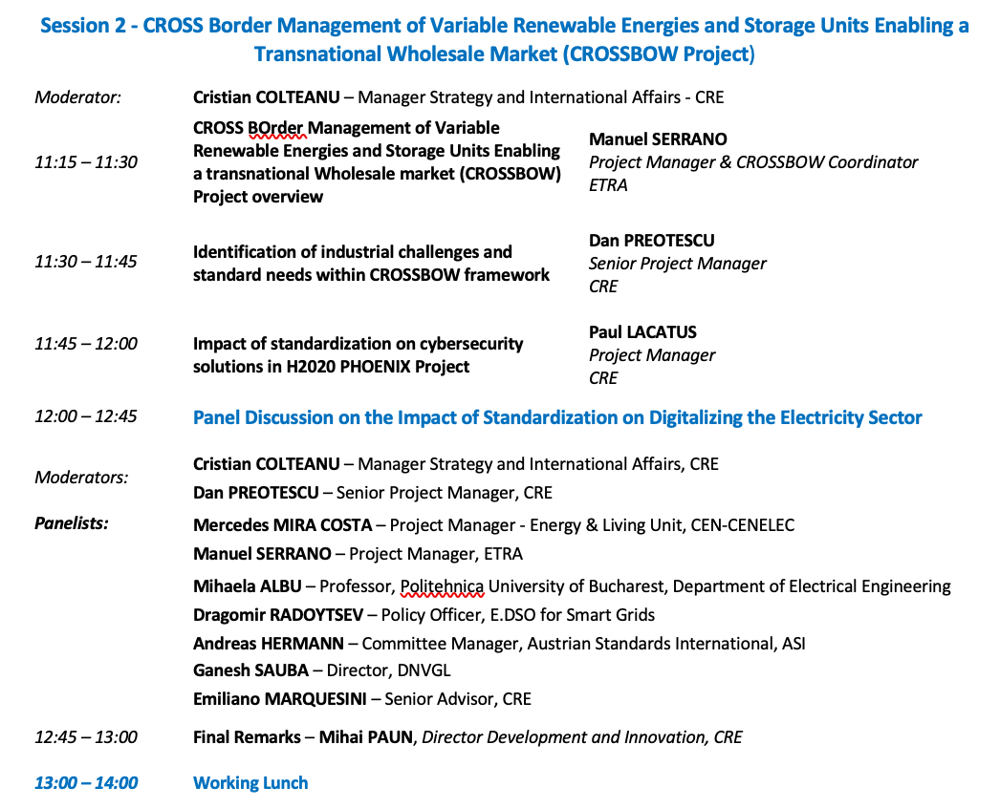 Session 2 - CROSS Border Management of Variable Renewable Energies and Storage Units Enabling a
Transnational Wholesale Market (CROSSBOW Project)
Moderator:
Cristian COLTEANU – Manager Strategy and International Affairs - CRE
11:15 – 11:30
CROSS BOrder Management of Variable
Renewable Energies and Storage Units Enabling
a transnational Wholesale market (CROSSBOW)
Project overview
Manuel SERRANO
Project Manager & CROSSBOW Coordinator
ETRA
11:30 – 11:45
Identification of industrial challenges and
standard needs within CROSSBOW framework
Dan PREOTESCU
Senior Project Manager
CRE
11:45 – 12:00
Impact of standardization on cybersecurity
solutions in H2020 PHOENIX Project
Paul LACATUS
Project Manager
CRE
12:00 – 12:45
Panel Discussion on the Impact of Standardization on Digitalizing the Electricity Sector
Moderators:
Cristian COLTEANU – Manager Strategy and International Affairs, CRE
Dan PREOTESCU – Senior Project Manager, CRE
Panelists:
Mercedes MIRA COSTA – Project Manager - Energy & Living Unit, CEN-CENELEC
Manuel SERRANO – Project Manager, ETRA
Mihaela ALBU – Professor, Politehnica University of Bucharest, Department of Electrical Engineering
Dragomir RADOYTSEV – Policy Officer, E.DSO for Smart Grids
Andreas HERMANN – Committee Manager, Austrian Standards International, ASI
Ganesh SAUBA – Director, DNVGL
Emiliano MARQUESINI – Senior Advisor, CRE
12:45 – 13:00
Final Remarks – Mihai PAUN, Director Development and Innovation, CRE
13:00 – 14:00
Working Lunch